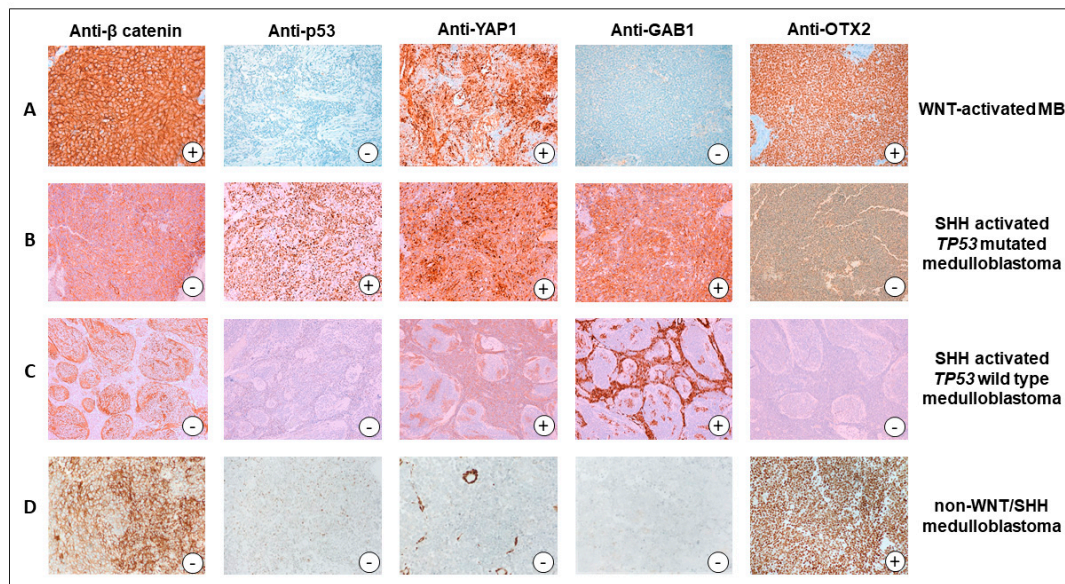 Anti-β catenin Anti-p53 Anti-YAP1 Anti-GAB1 Anti-OTX2
A + - + - + WNT-activated MB
B - + + + - SHH activated
TP53 mutated
medulloblastoma
C - - + + - SHH activated
TP53 wild type
medulloblastoma
D - - - - + non-WNT/SHH
medulloblastoma